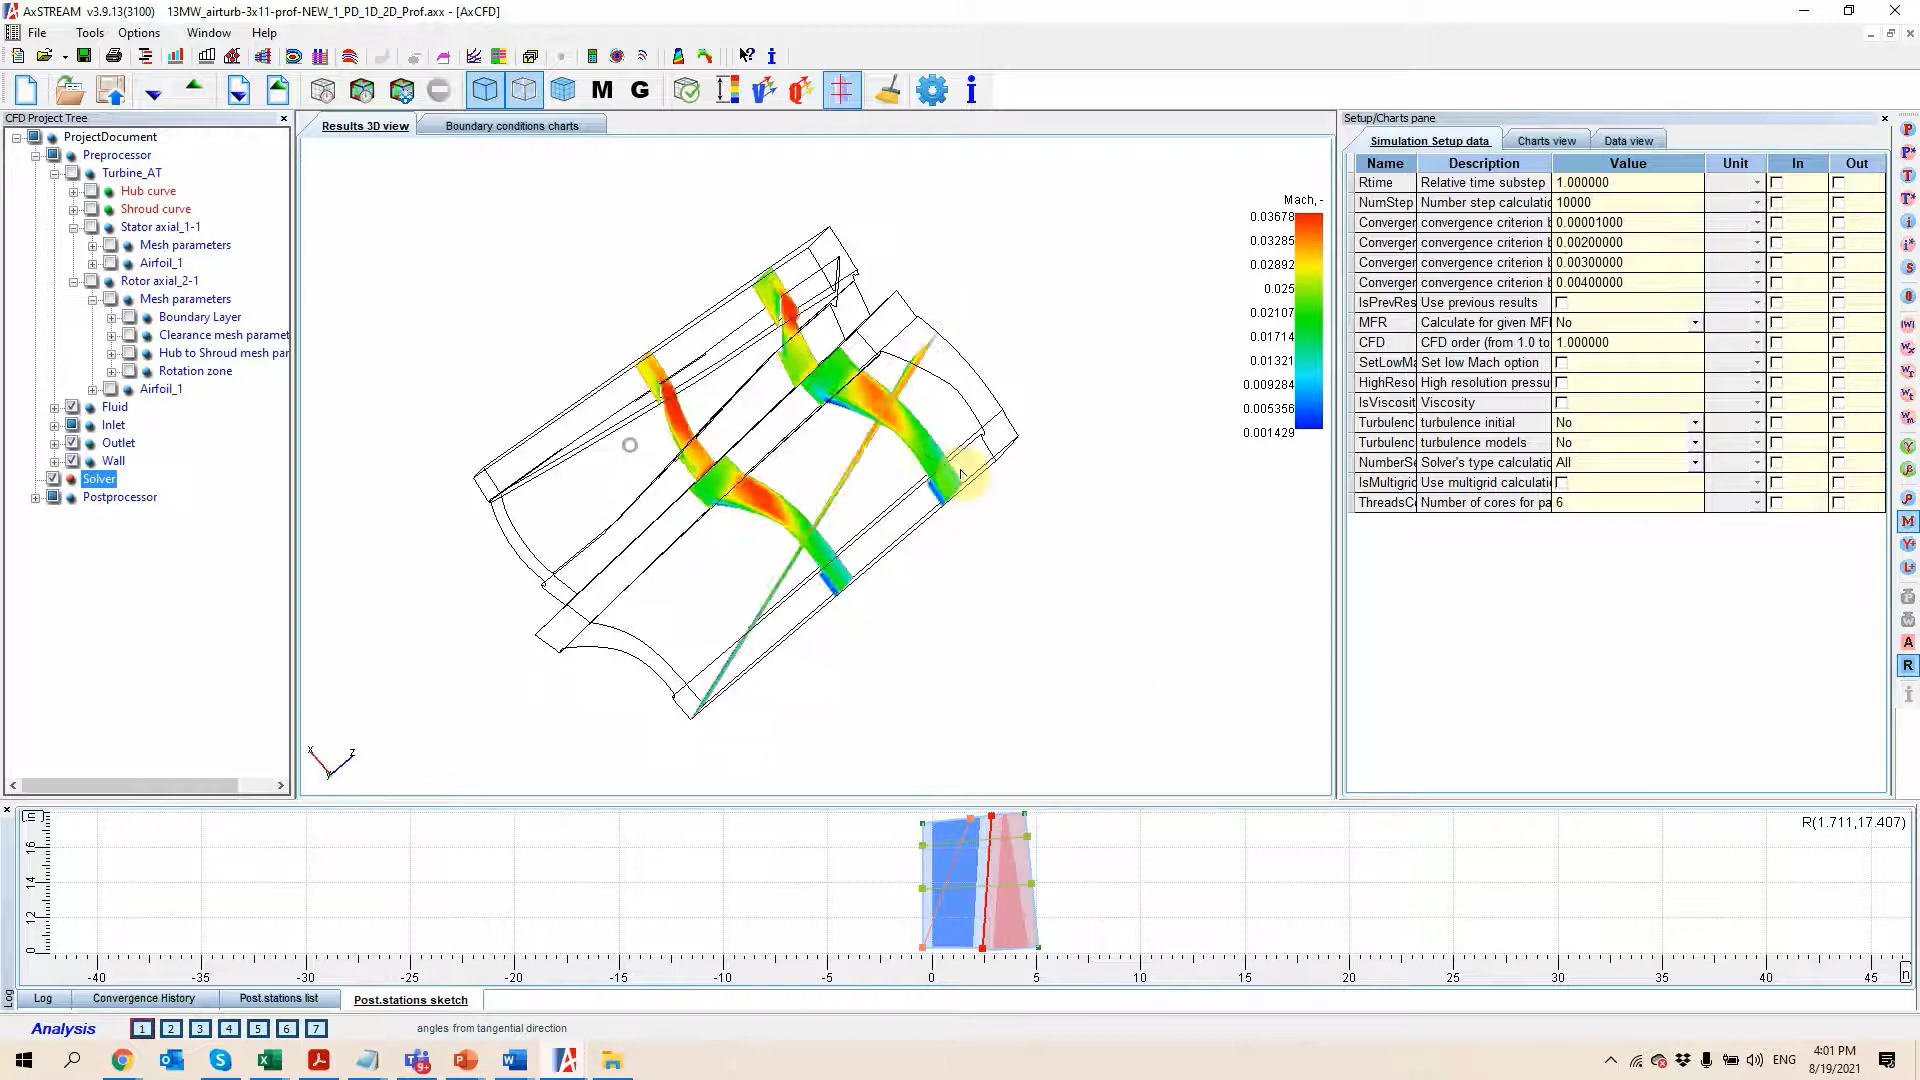 AxSTREAM v3.9.13(3100) 13MW_airturb-3x11-prof-NEW_1_PD_1D_2D_Prof.axx - [AxCFD]
File Tools Options Window Help
M G
CFD Project Tree
ProjectDocument
Preprocessor
Turbine_AT
Hub curve
Shroud curve
Stator axial_1-1
Mesh parameters
Airfoil_1
Rotor axial_2-1
Mesh parameters
Boundary Layer
Clearance mesh paramet
Hub to Shroud mesh par
Rotation zone
Airfoil_1
Fluid
Inlet
Outlet
Wall
Solver
Postprocessor
Results 3D view Boundary conditions charts
Mach, -
0.03678
0.03285
0.02892
0.025
0.02107
0.01714
0.01321
0.009284
0.005356
0.001429
X Z
Setup/Charts pane
Simulation Setup data Charts view Data view
Name Description Value Unit In Out
Rtime Relative time substep 1.000000
NumStep Number step calculatic 10000
Converger convergence criterion b 0.00001000
Converger convergence criterion b 0.00200000
Converger convergence criterion b 0.00300000
Converger convergence criterion b 0.00400000
IsPrevRes Use previous results
MFR Calculate for given MFI No
CFD CFD order (from 1.0 to 1.000000
SetLowMa Set low Mach option
HighReso High resolution pressu
IsViscosit Viscosity
Turbulenc turbulence initial No
Turbulenc turbulence models No
NumberSe Solver's type calculatic All
IsMultigric Use multigrid calculati
ThreadsCo Number of cores for pa 6
R(1.711,17.407)
16
14
12
0
-40 -35 -30 -25 -20 -15 -10 -5 0 5 10 15 20 25 30 35 40 45
Log
Log Convergence History Post.stations list Post.stations sketch
Analysis 1 2 3 4 5 6 7 angles from tangential direction
ENG
4:01 PM
8/19/2021